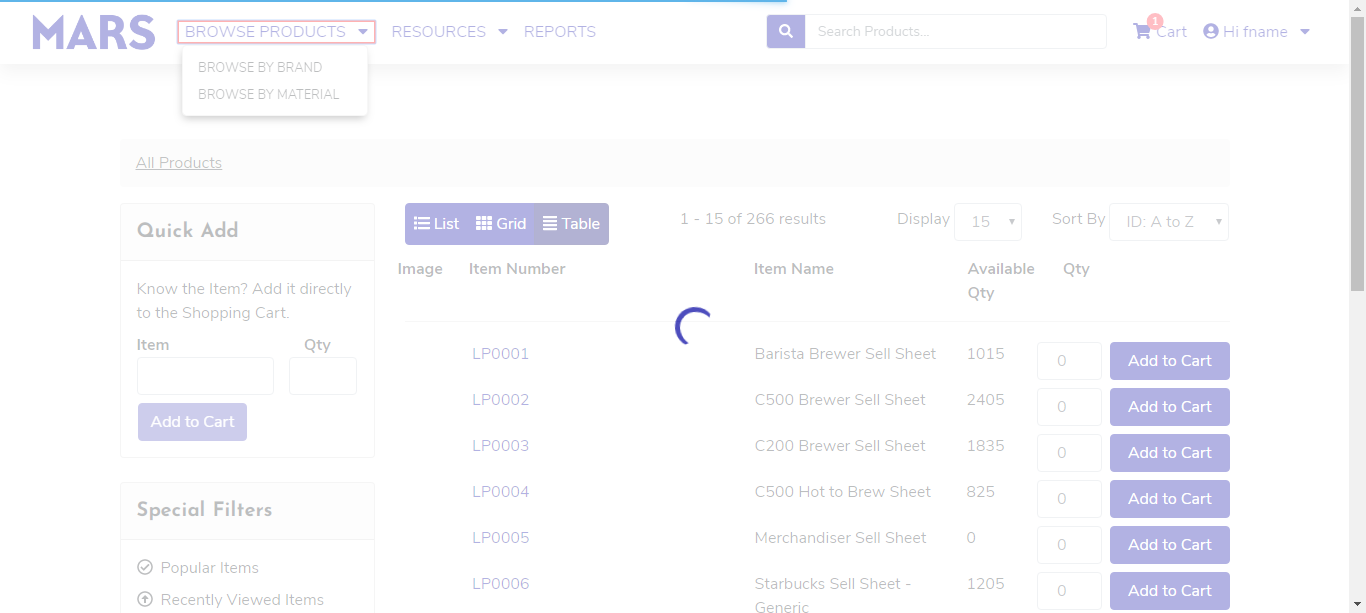 MARS
BROWSE PRODUCTS
RESOURCES
REPORTS
Search Products...
1
Cart
Hi fname
BROWSE BY BRAND
BROWSE BY MATERIAL
All Products
Quick Add
Know the Item? Add it directly
to the Shopping Cart.
Item Qty
Add to Cart
Special Filters
Popular Items
Recently Viewed Items
List Grid Table
1 - 15 of 266 results
Display 15
Sort By ID: A to Z
Image Item Number Item Name Available Qty
Qty
LP0001 Barista Brewer Sell Sheet 1015 0 Add to Cart
LP0002 C500 Brewer Sell Sheet 2405 0 Add to Cart
LP0003 C200 Brewer Sell Sheet 1835 0 Add to Cart
LP0004 C500 Hot to Brew Sheet 825 0 Add to Cart
LP0005 Merchandiser Sell Sheet 0 0 Add to Cart
LP0006 Starbucks Sell Sheet - 1205 0 Add to Cart
Generic